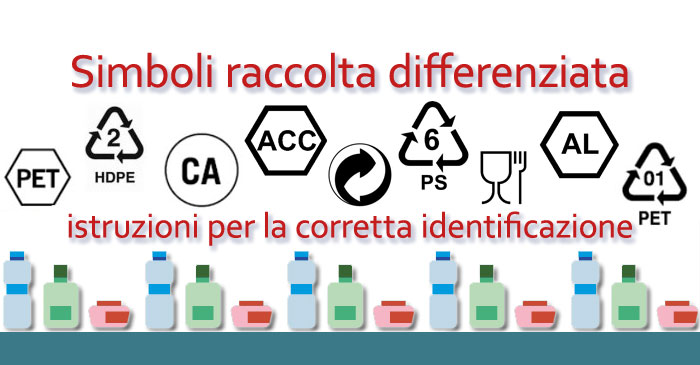 Simboli raccolta differenziata
PET
2
HDPE
CA
ACC
6
PS
AL
01
PET
istruzioni per la corretta identificazione